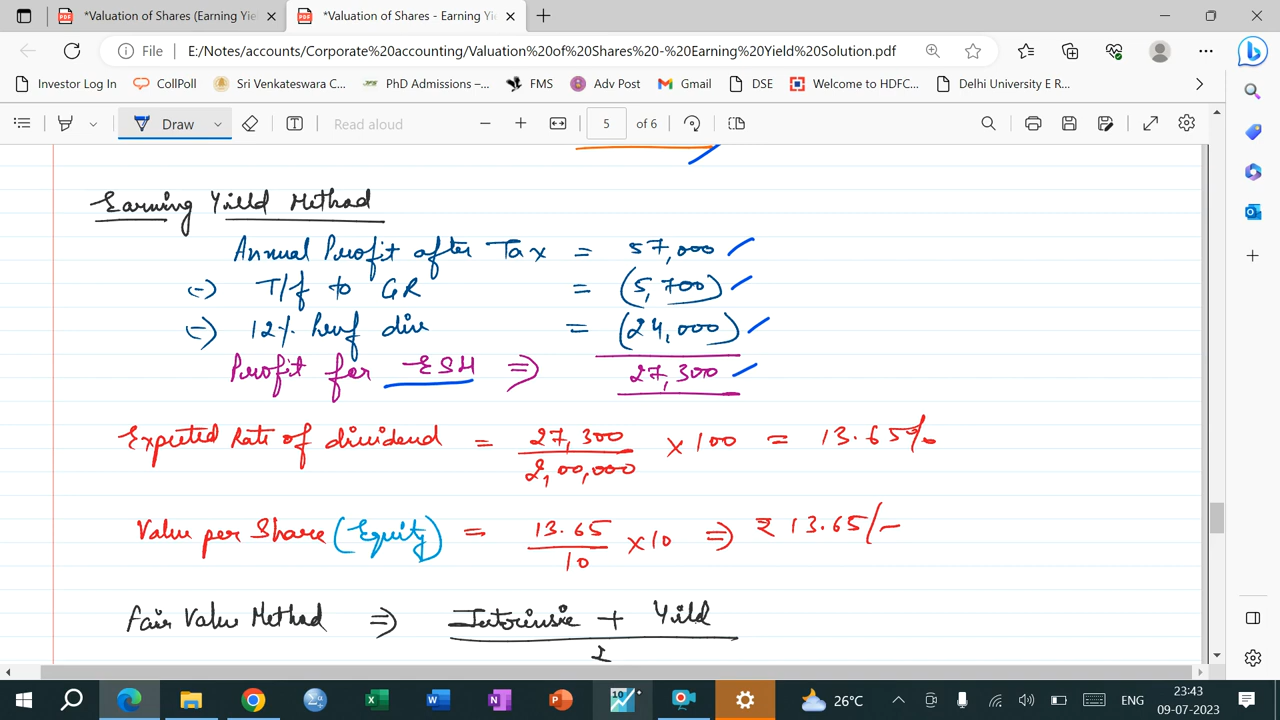 *Valuation of Shares (Earning Yie
*Valuation of Shares - Earning Yi
File
E:/Notes/accounts/Corporate%20accounting/Valuation%20of%20Shares%20-%20Earning%20Yield%20Solution.pdf
Investor Log In
CollPoll
Sri Venkateswara C...
PhD Admissions –...
FMS
Adv Post
Gmail
DSE
Welcome to HDFC...
Delhi University E R...
Draw
Read aloud
5 of 6
Earning Yield Method
Annual Profit after Tax = 57,000
(-) T/f to GR = (5,700)
(-) 12% Pref div = (24,000)
Profit for ESH ⇒ 27,300
Expected Rate of dividend = 27,300 / 2,00,000 × 100 = 13.65%
Value per Share (Equity) = 13.65 / 10 × 10 ⇒ ₹ 13.65/-
Fair Value Method ⇒ Intrinsic + Yield
2
26°C
ENG
23:43
09-07-2023